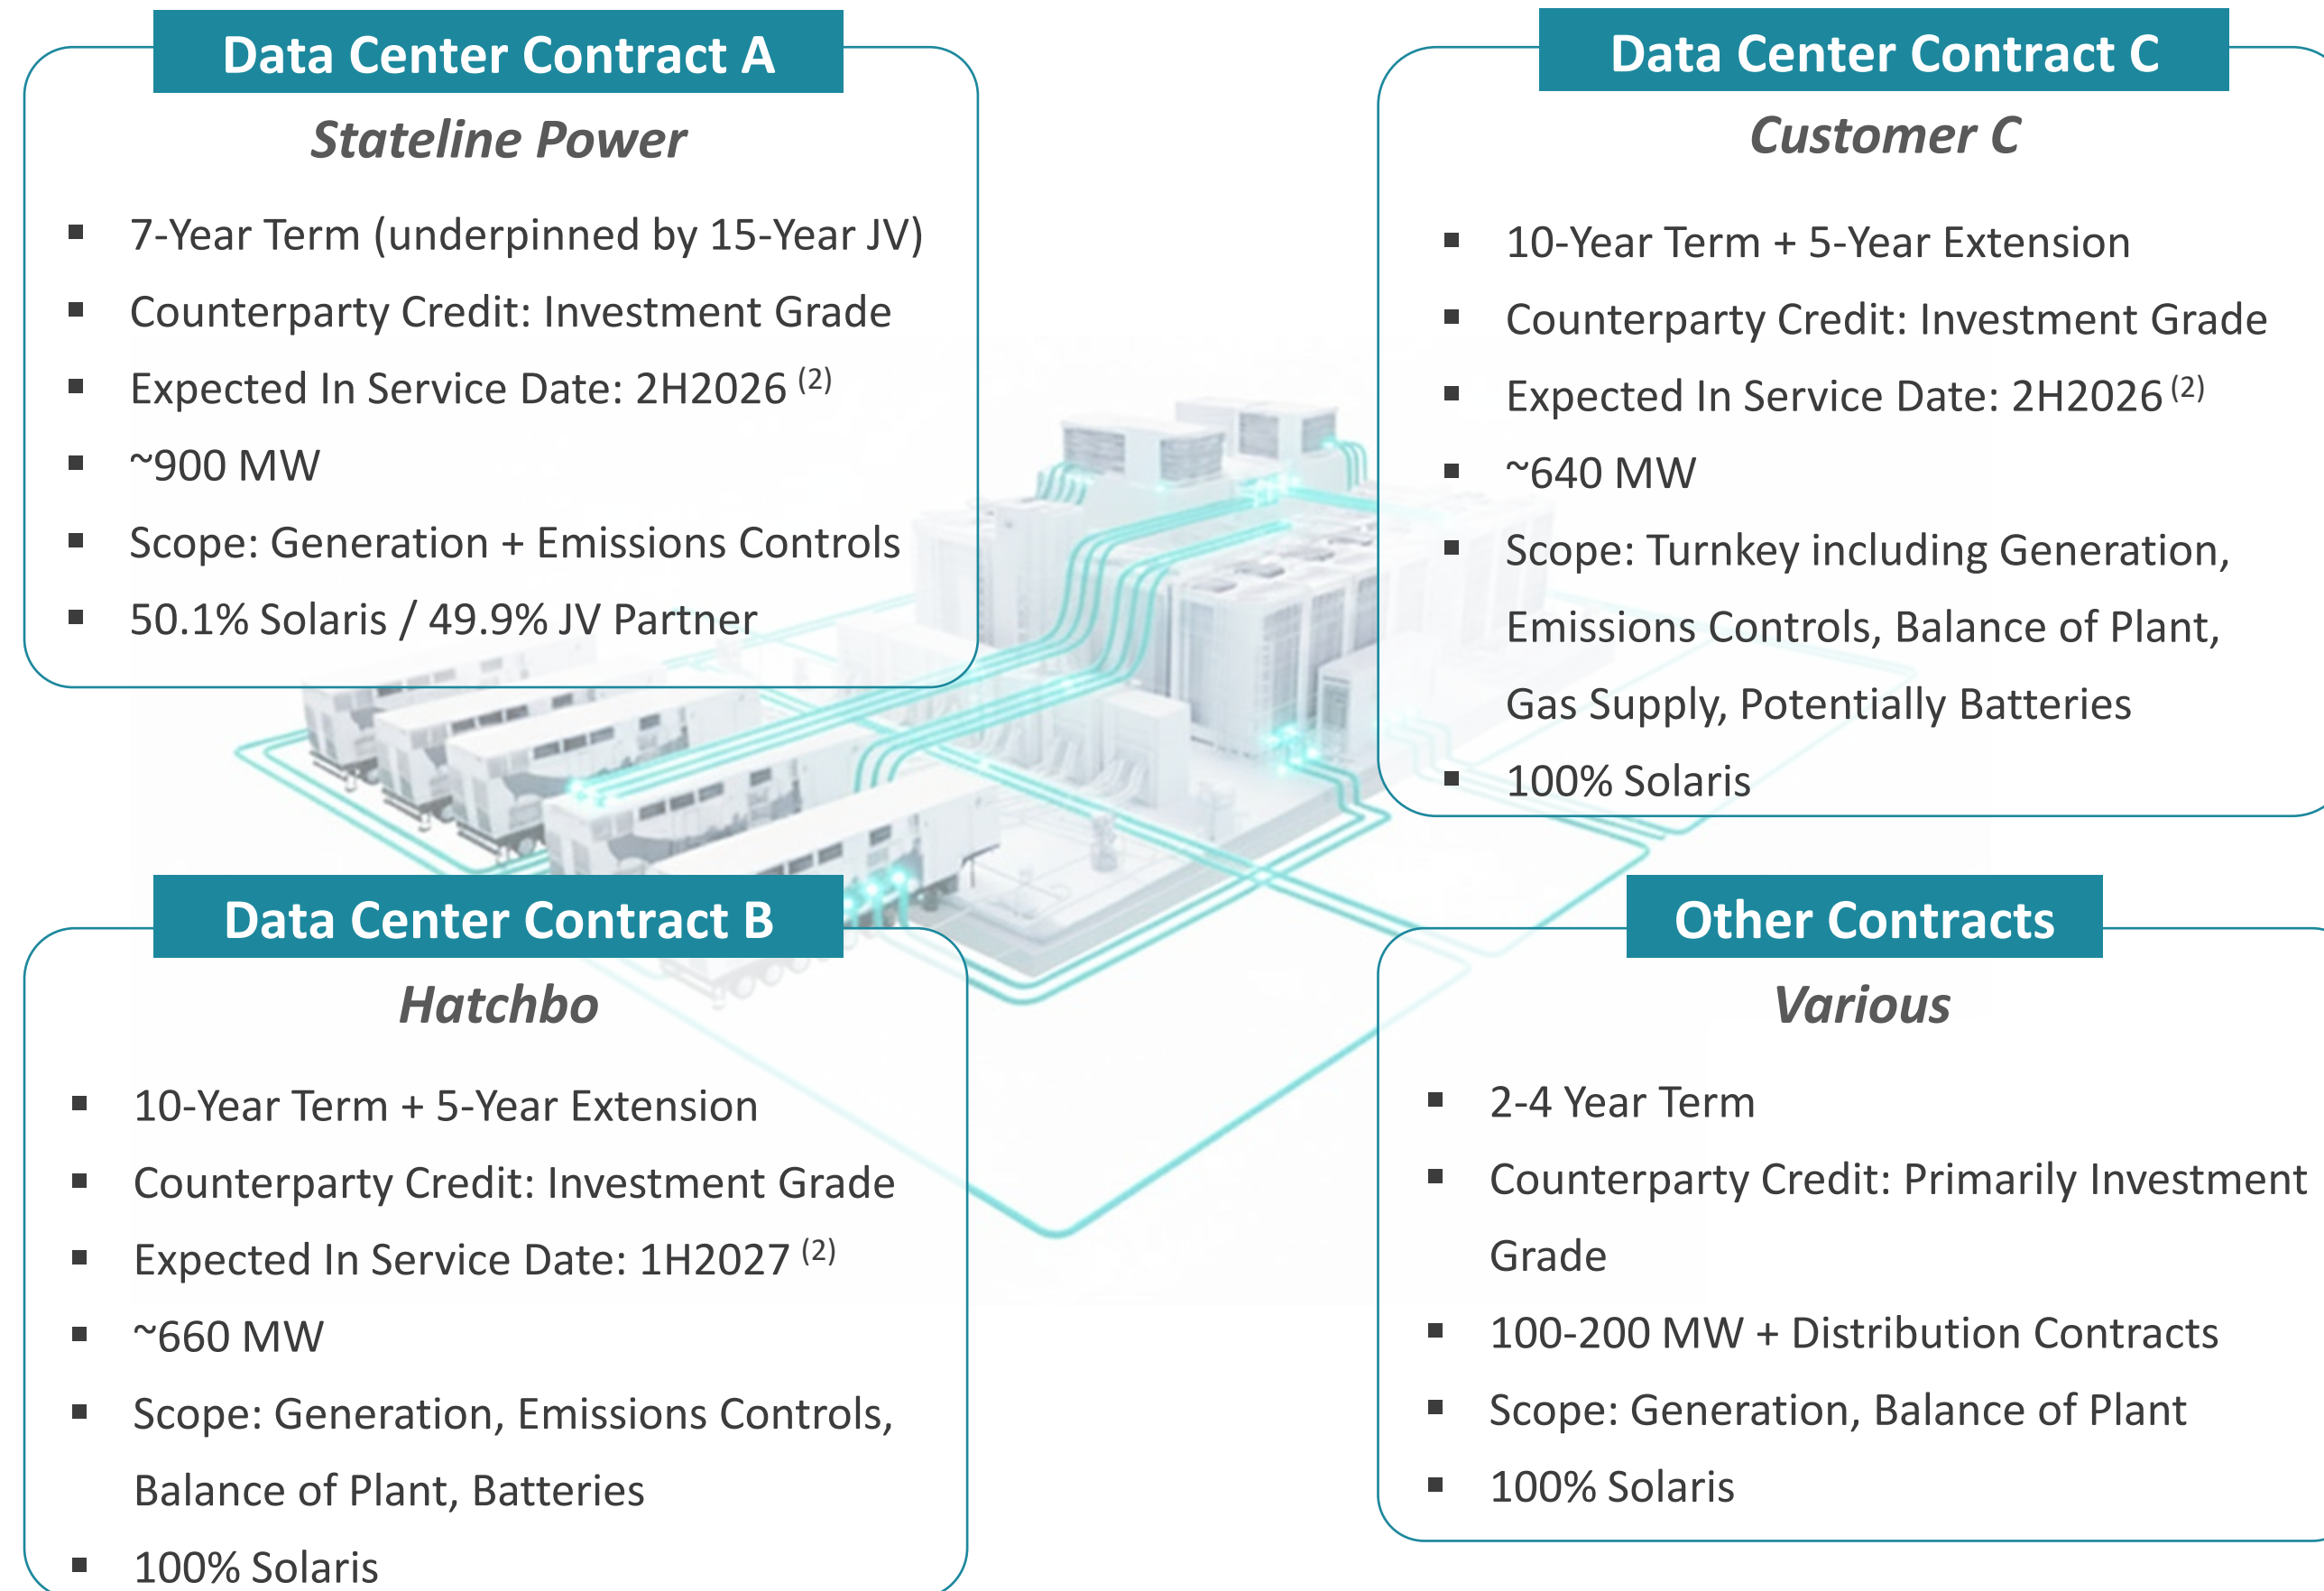 Data Center Contract A
Stateline Power
▪ 7-Year Term (underpinned by 15-Year JV)
▪ Counterparty Credit: Investment Grade
▪ Expected In Service Date: 2H2026 (2)
▪ ~900 MW
▪ Scope: Generation + Emissions Controls
▪ 50.1% Solaris / 49.9% JV Partner
Data Center Contract B
Hatchbo
▪ 10-Year Term + 5-Year Extension
▪ Counterparty Credit: Investment Grade
▪ Expected In Service Date: 1H2027 (2)
▪ ~660 MW
▪ Scope: Generation, Emissions Controls,
Balance of Plant, Batteries
▪ 100% Solaris
Data Center Contract C
Customer C
▪ 10-Year Term + 5-Year Extension
▪ Counterparty Credit: Investment Grade
▪ Expected In Service Date: 2H2026 (2)
▪ ~640 MW
▪ Scope: Turnkey including Generation,
Emissions Controls, Balance of Plant,
Gas Supply, Potentially Batteries
▪ 100% Solaris
Other Contracts
Various
▪ 2-4 Year Term
▪ Counterparty Credit: Primarily Investment
Grade
▪ 100-200 MW + Distribution Contracts
▪ Scope: Generation, Balance of Plant
▪ 100% Solaris